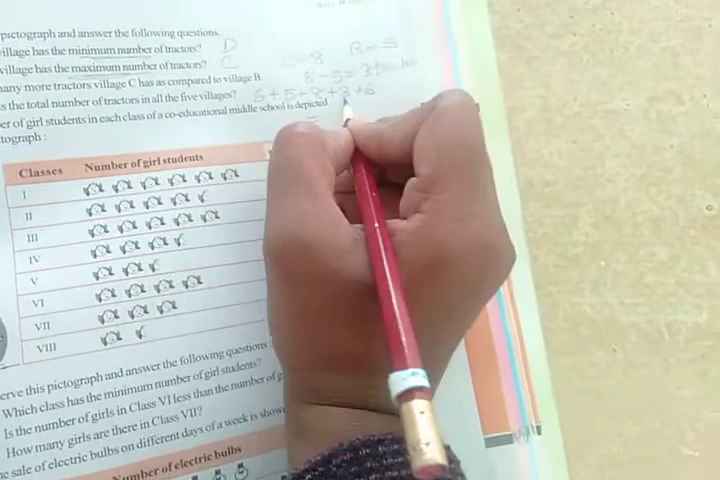 pictograph and answer the following questions.
village has the minimum number of tractors? D
village has the maximum number of tractors? C
= 8 B = 5
any more tractors village C has as compared to village B. 8 - 5 = 3
s the total number of tractors in all the five villages? 6 + 5 + 8 + 3 + 6
er of girl students in each class of a co-educational middle school is depicted
tograph :
=
Classes Number of girl students
I
II
III
IV
V
VI
VII
VIII
erve this pictograph and answer the following questions :
Which class has the minimum number of girl students?
Is the number of girls in Class VI less than the number of g
How many girls are there in Class VII?
e sale of electric bulbs on different days of a week is show
Number of electric bulbs